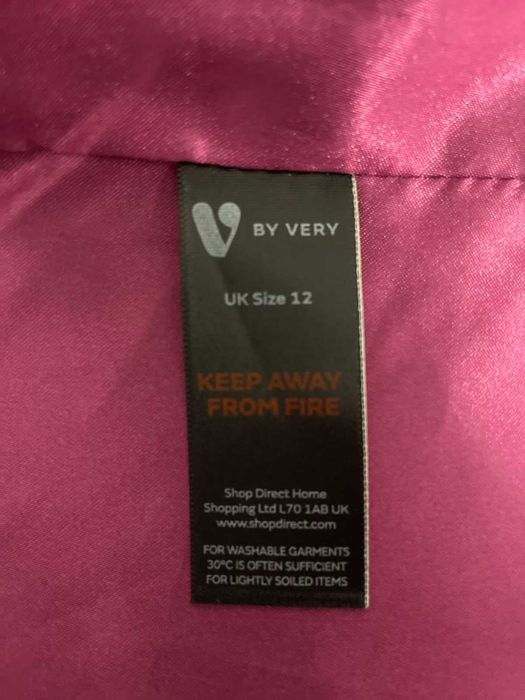 V BY VERY
UK Size 12
KEEP AWAY
FROM FIRE
Shop Direct Home
Shopping Ltd L70 1AB UK
www.shopdirect.com
FOR WASHABLE GARMENTS
30°C IS OFTEN SUFFICIENT
FOR LIGHTLY SOILED ITEMS